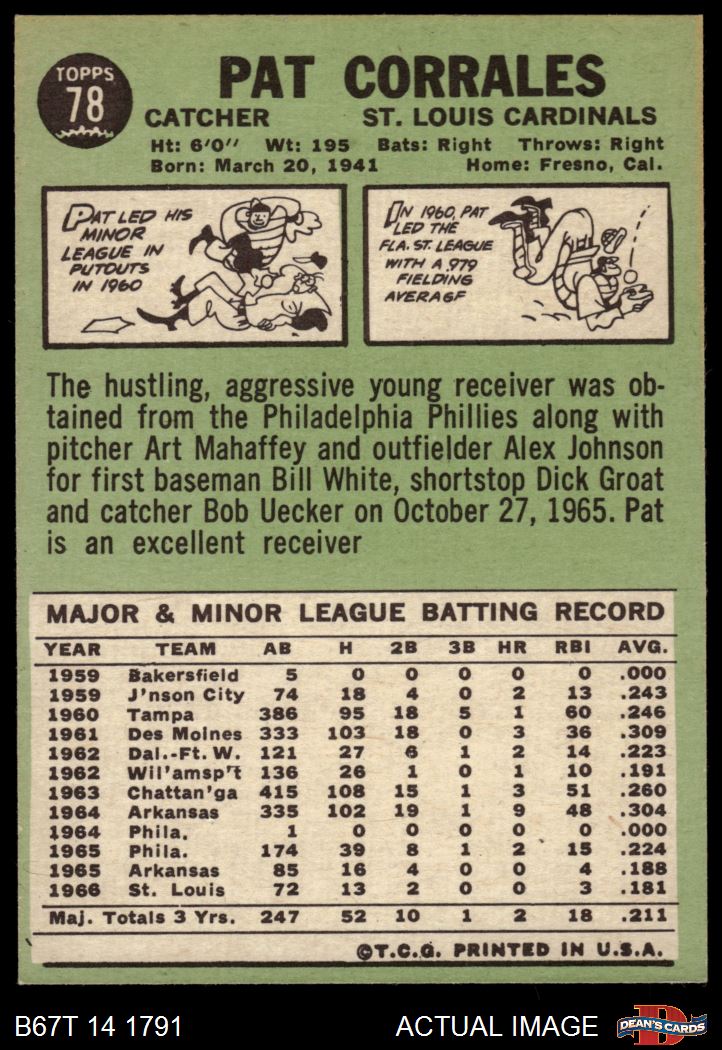 TOPPS
78
PAT CORRALES
CATCHER ST. LOUIS CARDINALS
Ht: 6'0" Wt: 195 Bats: Right Throws: Right
Born: March 20, 1941 Home: Fresno, Cal.
PAT LED HIS
MINOR
LEAGUE IN
PUTOUTS
IN 1960
IN 1960, PAT
LED THE
FLA. ST. LEAGUE
WITH A .979
FIELDING
AVERAGE
The hustling, aggressive young receiver was ob-
tained from the Philadelphia Phillies along with
pitcher Art Mahaffey and outfielder Alex Johnson
for first baseman Bill White, shortstop Dick Groat
and catcher Bob Uecker on October 27, 1965. Pat
is an excellent receiver
MAJOR & MINOR LEAGUE BATTING RECORD
YEAR TEAM AB H 2B 3B HR RBI AVG.
1959 Bakersfield 5 0 0 0 0 0 .000
1959 J'nson City 74 18 4 0 2 13 .243
1960 Tampa 386 95 18 5 1 60 .246
1961 Des Moines 333 103 18 0 3 36 .309
1962 Dal.-Ft. W. 121 27 6 1 2 14 .223
1962 Wil'amsp't 136 26 1 0 1 10 .191
1963 Chattan'ga 415 108 15 1 3 51 .260
1964 Arkansas 335 102 19 1 9 48 .304
1964 Phila. 1 0 0 0 0 0 .000
1965 Phila. 174 39 8 1 2 15 .224
1965 Arkansas 85 16 4 0 0 4 .188
1966 St. Louis 72 13 2 0 0 3 .181
Maj. Totals 3 Yrs. 247 52 10 1 2 18 .211
©T.C.G. PRINTED IN U.S.A.
B67T 14 1791 ACTUAL IMAGE D DEAN'S CARDS